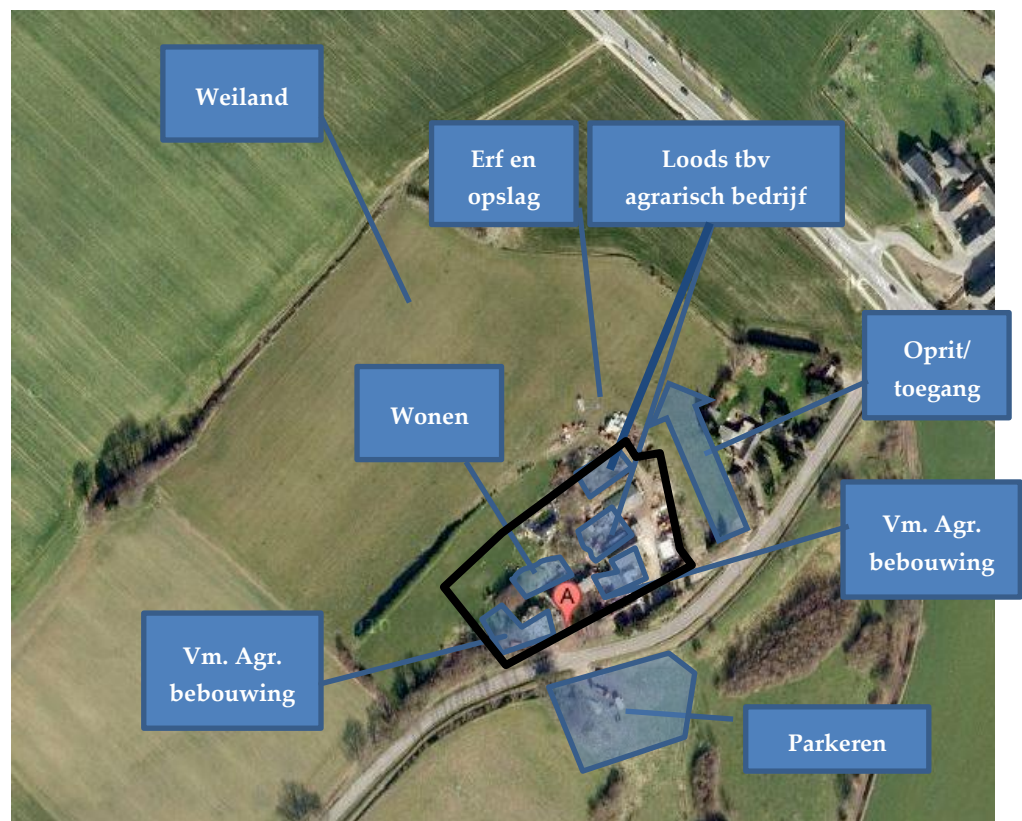 Weiland
Erf en
opslag
Loods tbv
agrarisch bedrijf
Oprit/
toegang
Wonen
Vm. Agr.
bebouwing
A
Vm. Agr.
bebouwing
Parkeren